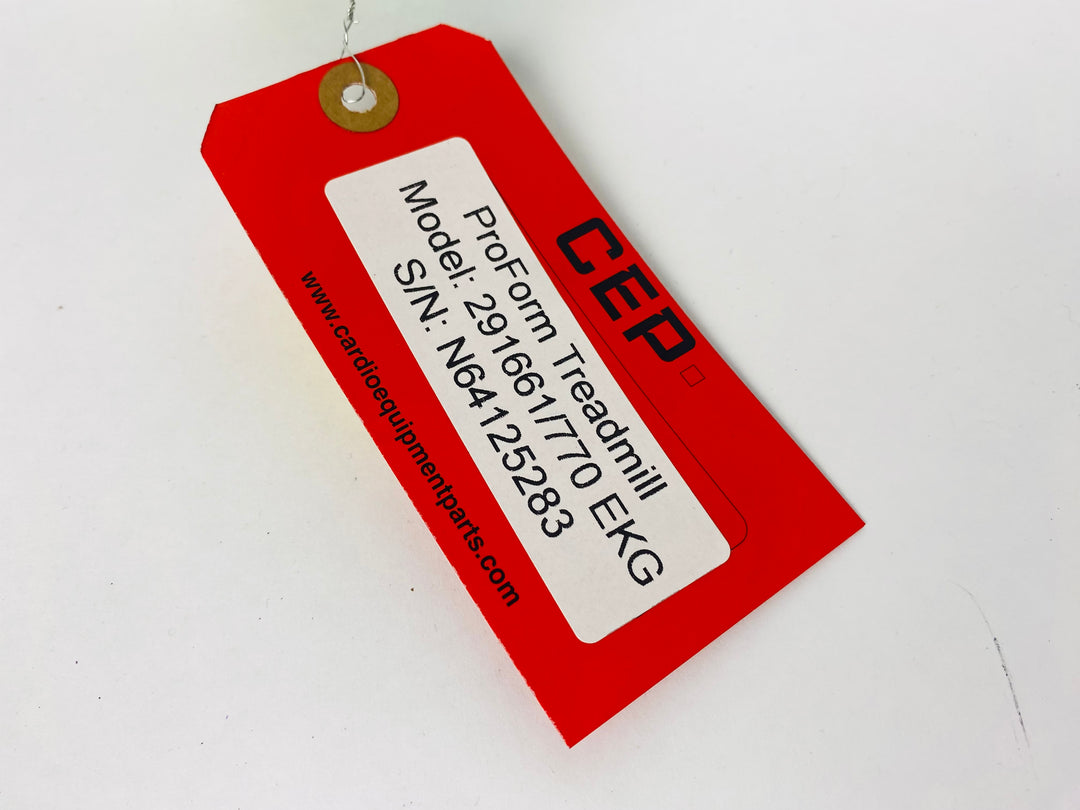 CEP
ProForm Treadmill
Model: 291661/770 EKG
S/N: N64125283
www.cardioequipmentparts.com